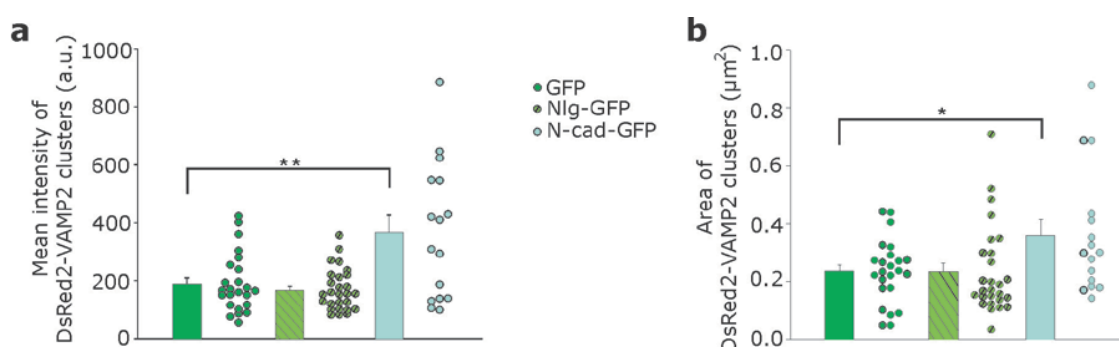 a
Mean intensity of
DsRed2-VAMP2 clusters (a.u.)
1000
800
600
400
200
0
**
GFP
Nlg-GFP
N-cad-GFP
b
Area of
DsRed2-VAMP2 clusters (µm²)
1.0
0.8
0.6
0.4
0.2
0.0
*